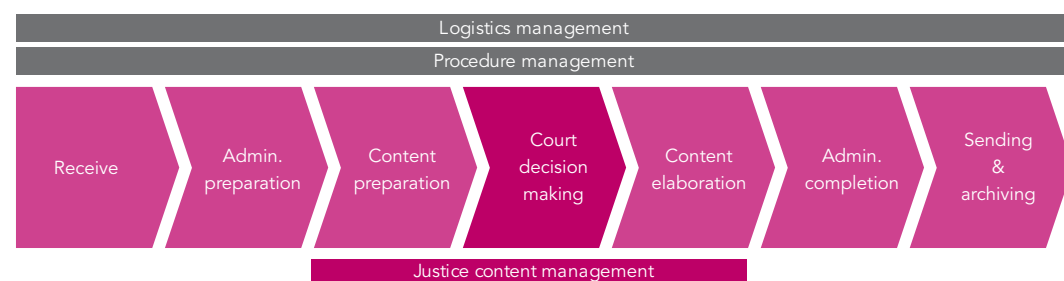 Logistics management
Procedure management
Receive
Admin.
preparation
Content
preparation
Court
decision
making
Content
elaboration
Admin.
completion
Sending
&
archiving
Justice content management